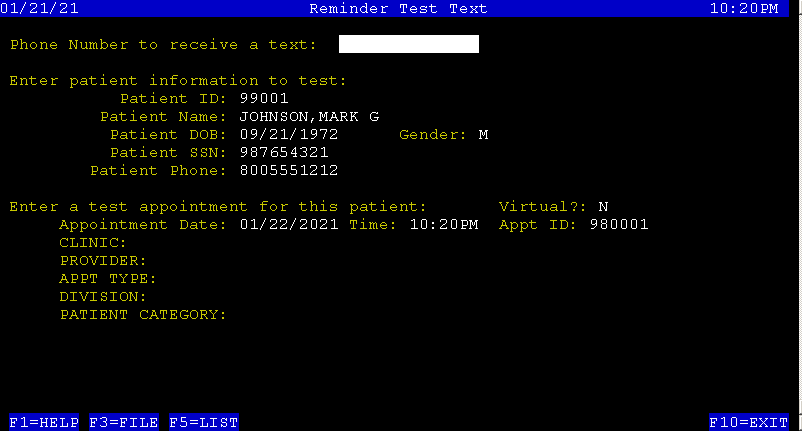 01/21/21 Reminder Test Text 10:20PM
Phone Number to receive a text:
Enter patient information to test:
Patient ID: 99001
Patient Name: JOHNSON,MARK G
Patient DOB: 09/21/1972 Gender: M
Patient SSN: 987654321
Patient Phone: 8005551212
Enter a test appointment for this patient: Virtual?: N
Appointment Date: 01/22/2021 Time: 10:20PM Appt ID: 980001
CLINIC:
PROVIDER:
APPT TYPE:
DIVISION:
PATIENT CATEGORY:
F1=HELP F3=FILE F5=LIST F10=EXIT